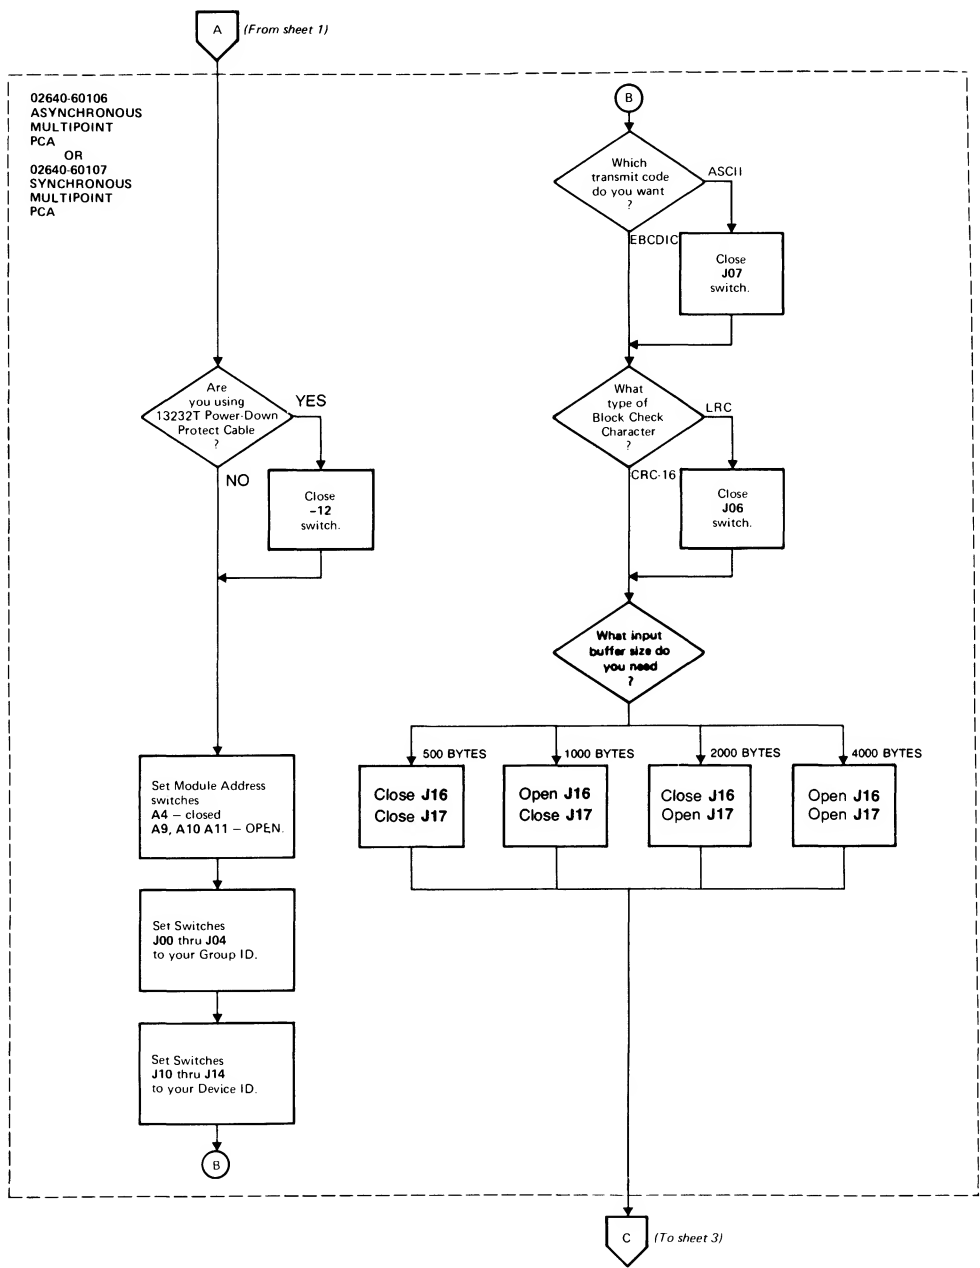 A
(From sheet 1)
02640-60106
ASYNCHRONOUS
MULTIPOINT
PCA
OR
02640-60107
SYNCHRONOUS
MULTIPOINT
PCA
Are
you using
13232T Power-Down
Protect Cable
?
YES
NO
Close
-12
switch.
Set Module Address
switches
A4 – closed
A9, A10 A11 – OPEN.
Set Switches
J00 thru J04
to your Group ID.
Set Switches
J10 thru J14
to your Device ID.
B
B
Which
transmit code
do you want
?
ASCII
EBCDIC
Close
J07
switch.
What
type of
Block Check
Character
?
LRC
CRC-16
Close
J06
switch.
What input
buffer size do
you need
?
500 BYTES
Close J16
Close J17
1000 BYTES
Open J16
Close J17
2000 BYTES
Close J16
Open J17
4000 BYTES
Open J16
Open J17
C
(To sheet 3)